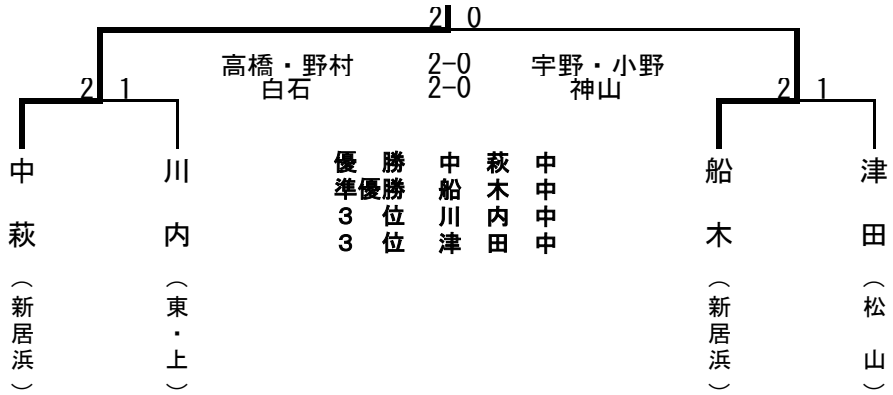 2 0
高橋・野村 2-0 宇野・小野
白石 2-0 神山
2 1
2 1
優勝 中萩中
準優勝 船木中
3位 川内中
3位 津田中
中萩（新居浜）
川内（東・上）
船木（新居浜）
津田（松山）